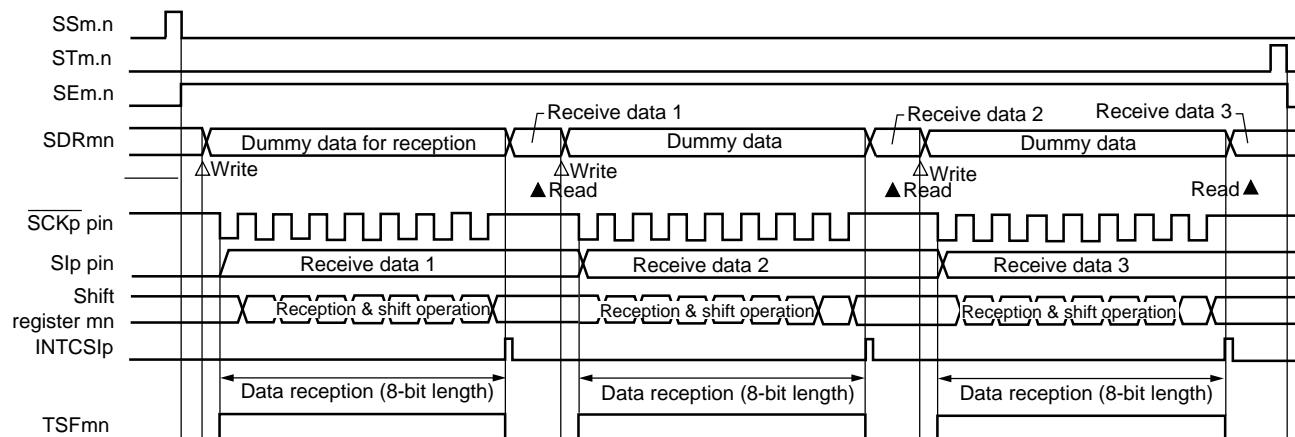 SSm.n
STm.n
SEm.n
Receive data 1
Receive data 2
Receive data 3
SDRmn
Dummy data for reception
Dummy data
Dummy data
Write
Write
Write
Read
Read
Read
SCKp pin
SIp pin
Receive data 1
Receive data 2
Receive data 3
Shift
register mn
Reception & shift operation
Reception & shift operation
Reception & shift operation
INTCSIp
Data reception (8-bit length)
Data reception (8-bit length)
Data reception (8-bit length)
TSFmn